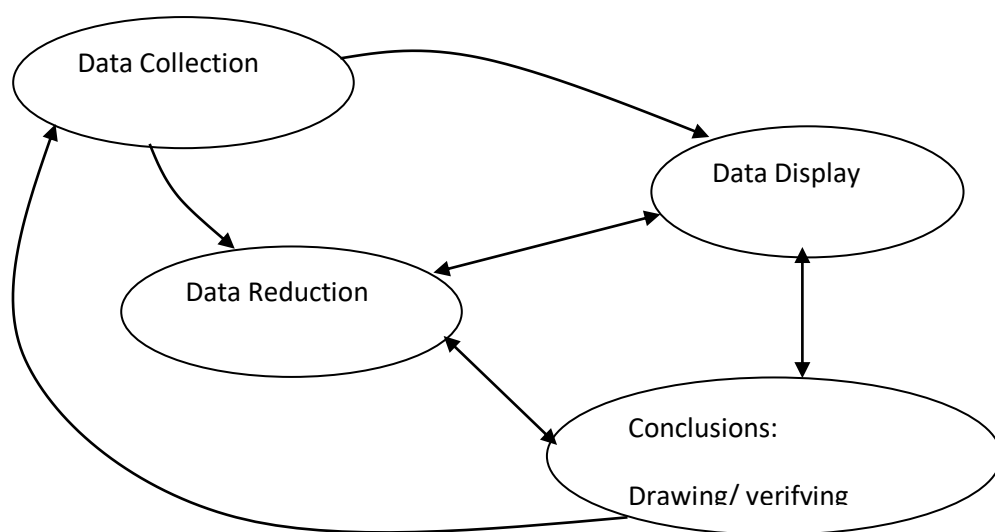 Data Collection
Data Display
Data Reduction
Conclusions:
Drawing/ verifying